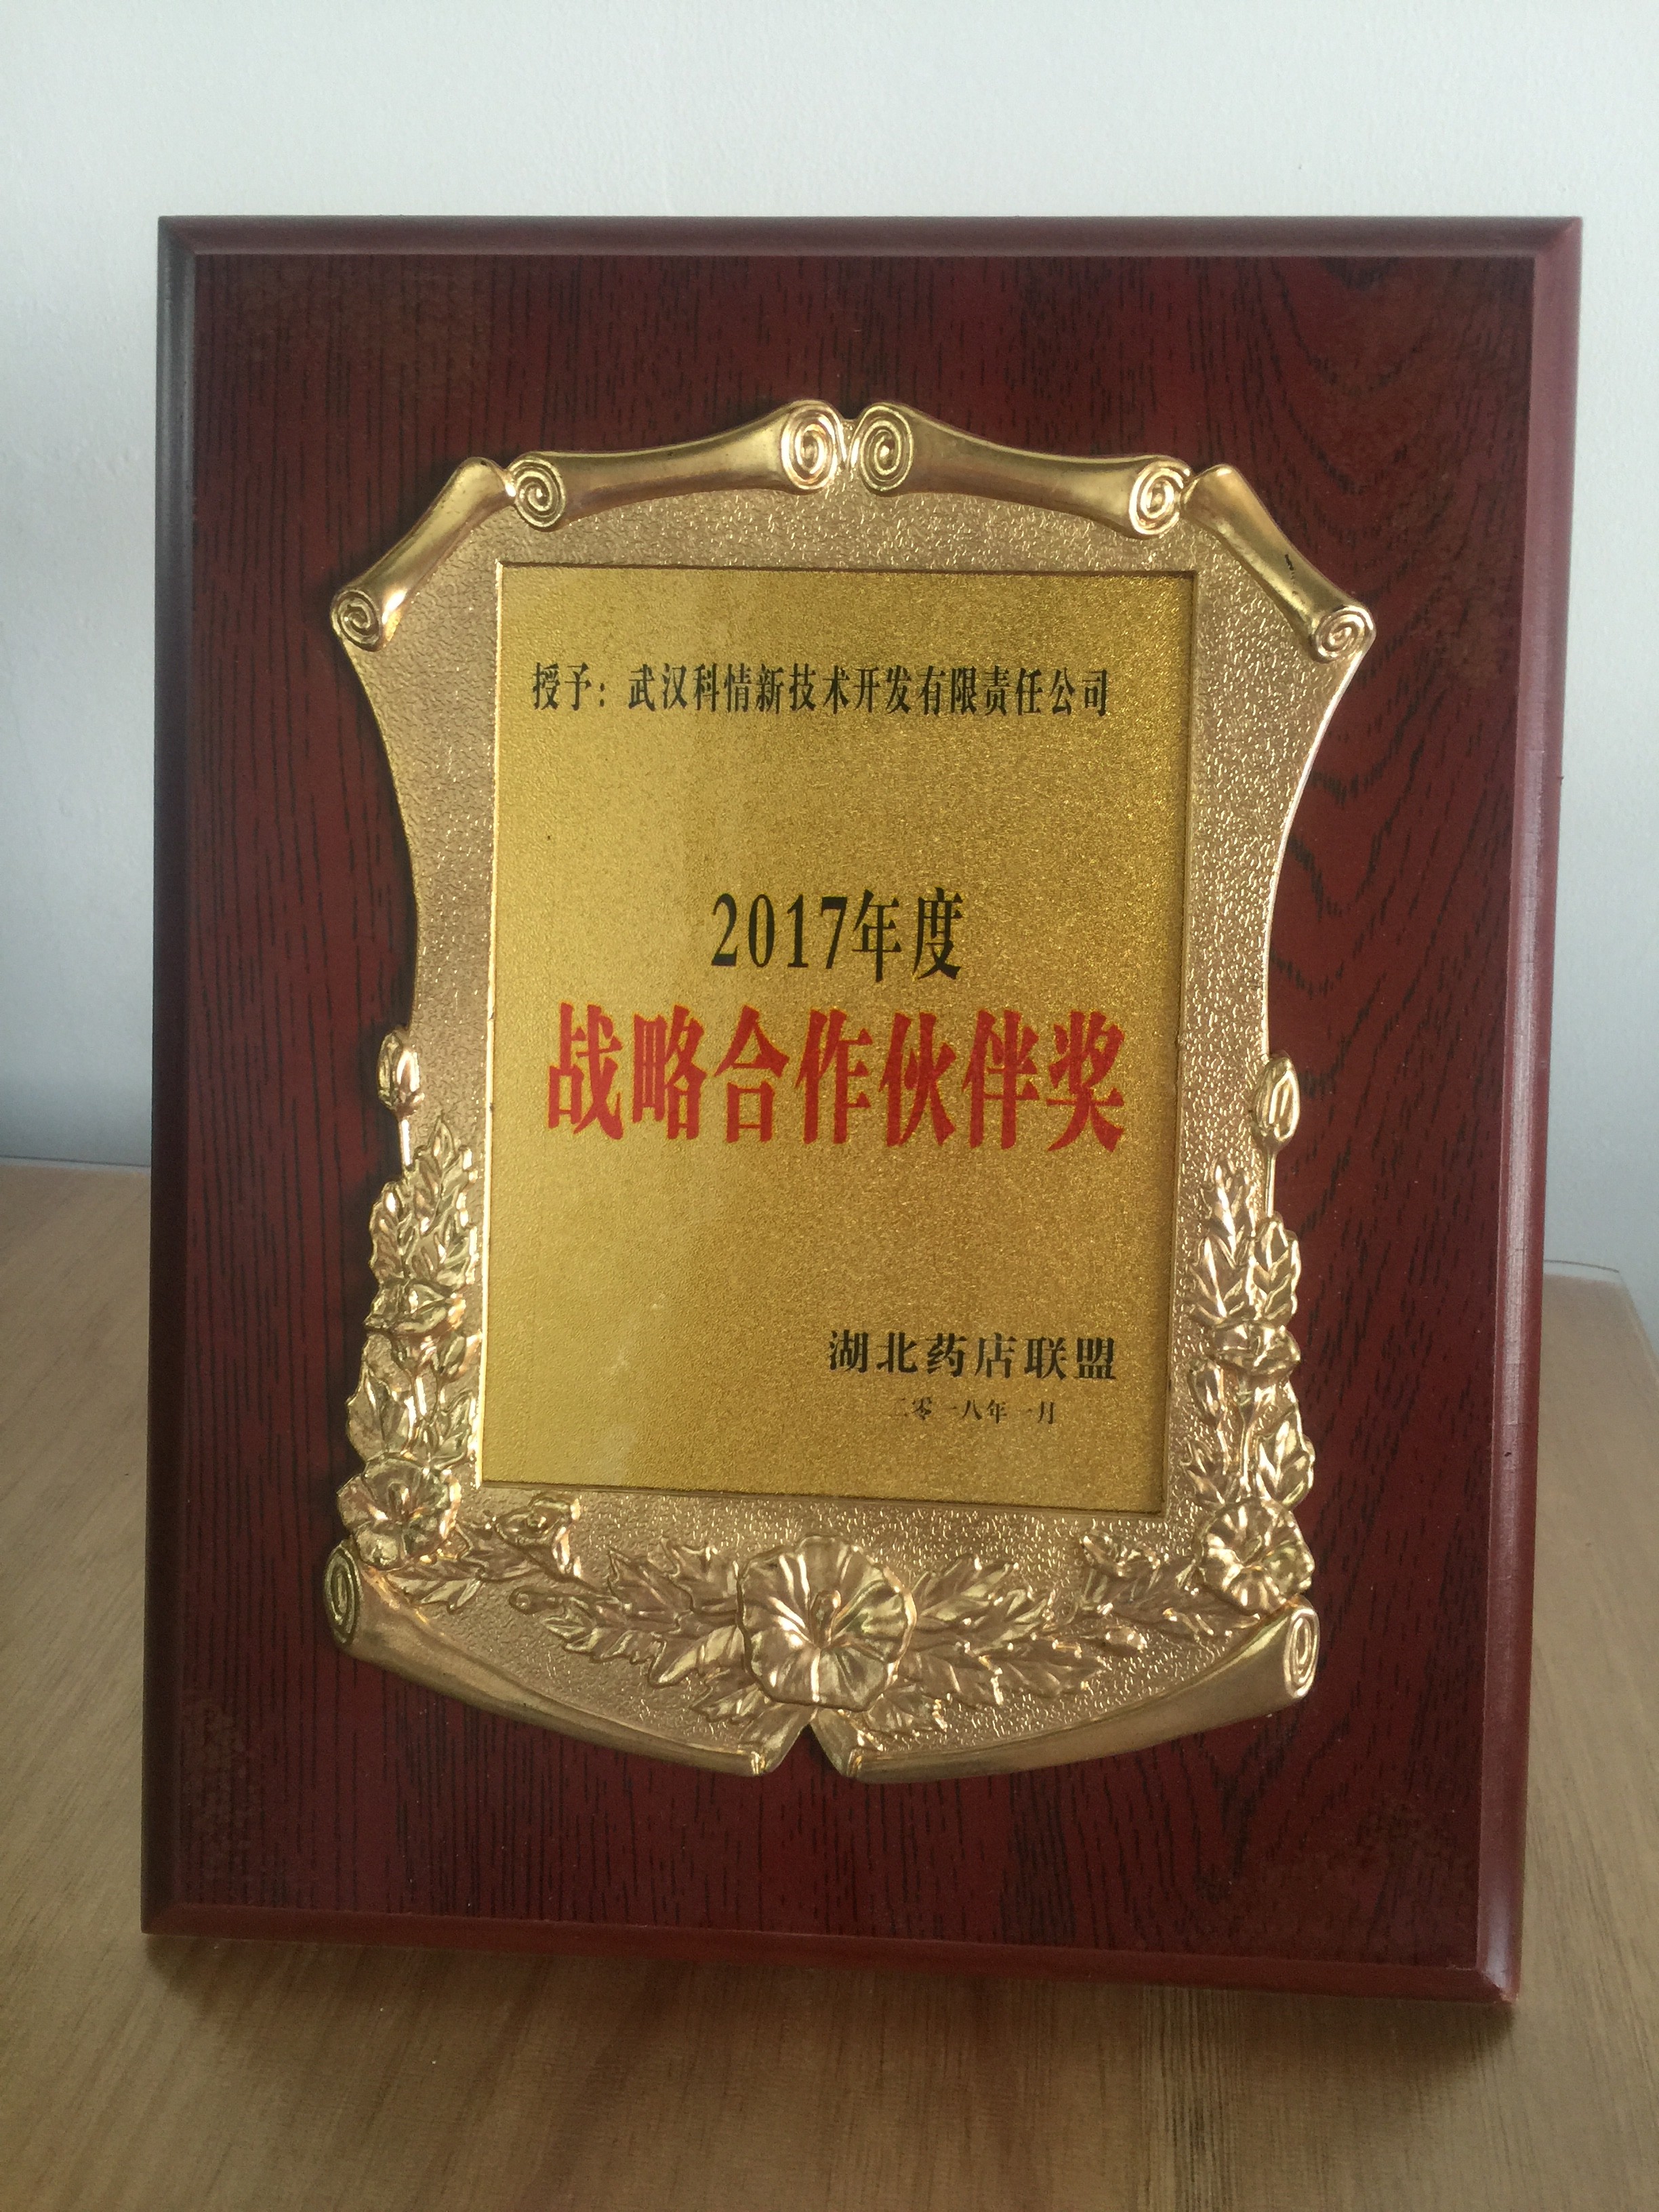 授予：武汉科情新技术开发有限责任公司
2017年度
战略合作伙伴奖
湖北药店联盟
二零一八年一月